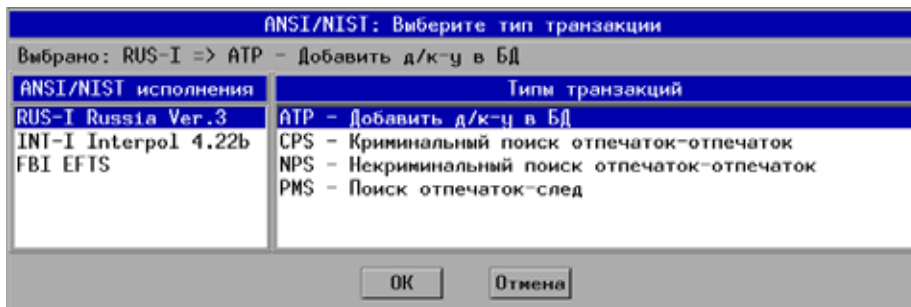 ANSI/NIST: Выберите тип транзакции
Выбрано: RUS-I => ATP - Добавить д/к-у в БД
ANSI/NIST исполнения
Типы транзакций
RUS-I Russia Ver.3
INT-I Interpol 4.22b
FBI EFTS
ATP - Добавить д/к-у в БД
CPS - Криминальный поиск отпечаток-отпечаток
NPS - Некриминальный поиск отпечаток-отпечаток
PMS - Поиск отпечаток-след
OK
Отмена